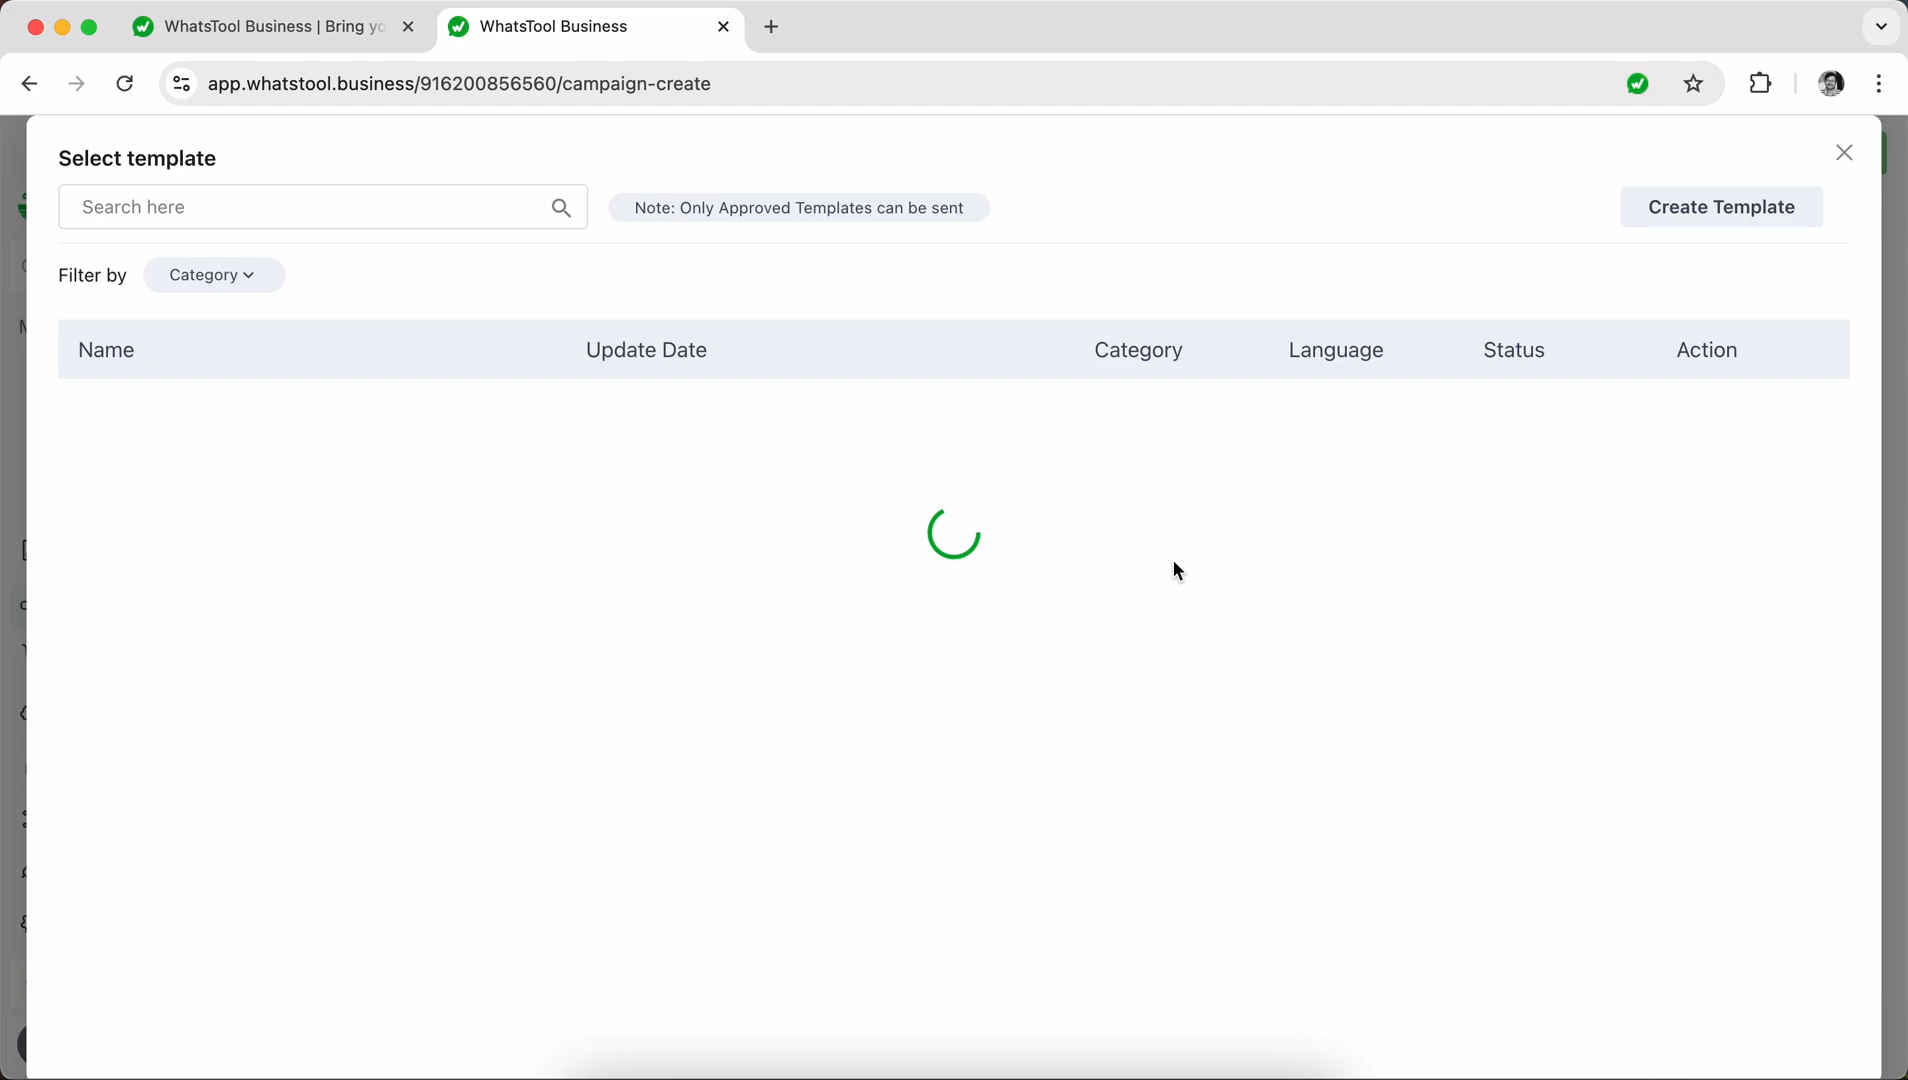 WhatsTool Business | Bring yo
WhatsTool Business
app.whatstool.business/916200856560/campaign-create
Select template
Search here
Note: Only Approved Templates can be sent
Create Template
Filter by
Category
Name Update Date Category Language Status Action